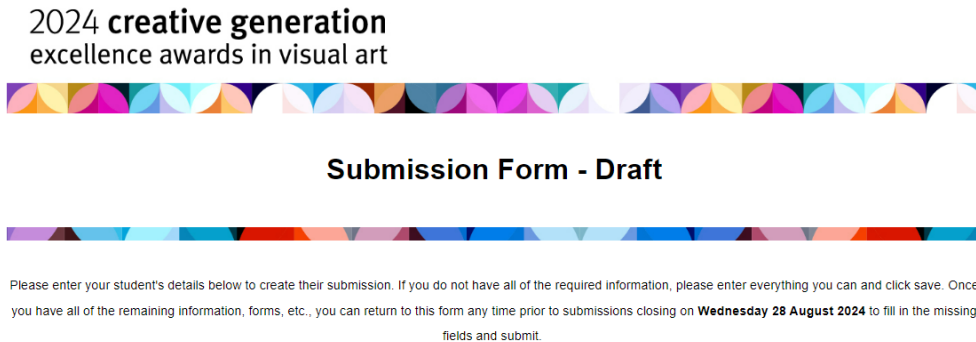 2024 creative generation
excellence awards in visual art
Submission Form - Draft
Please enter your student's details below to create their submission. If you do not have all of the required information, please enter everything you can and click save. Once
you have all of the remaining information, forms, etc., you can return to this form any time prior to submissions closing on Wednesday 28 August 2024 to fill in the missing
fields and submit.